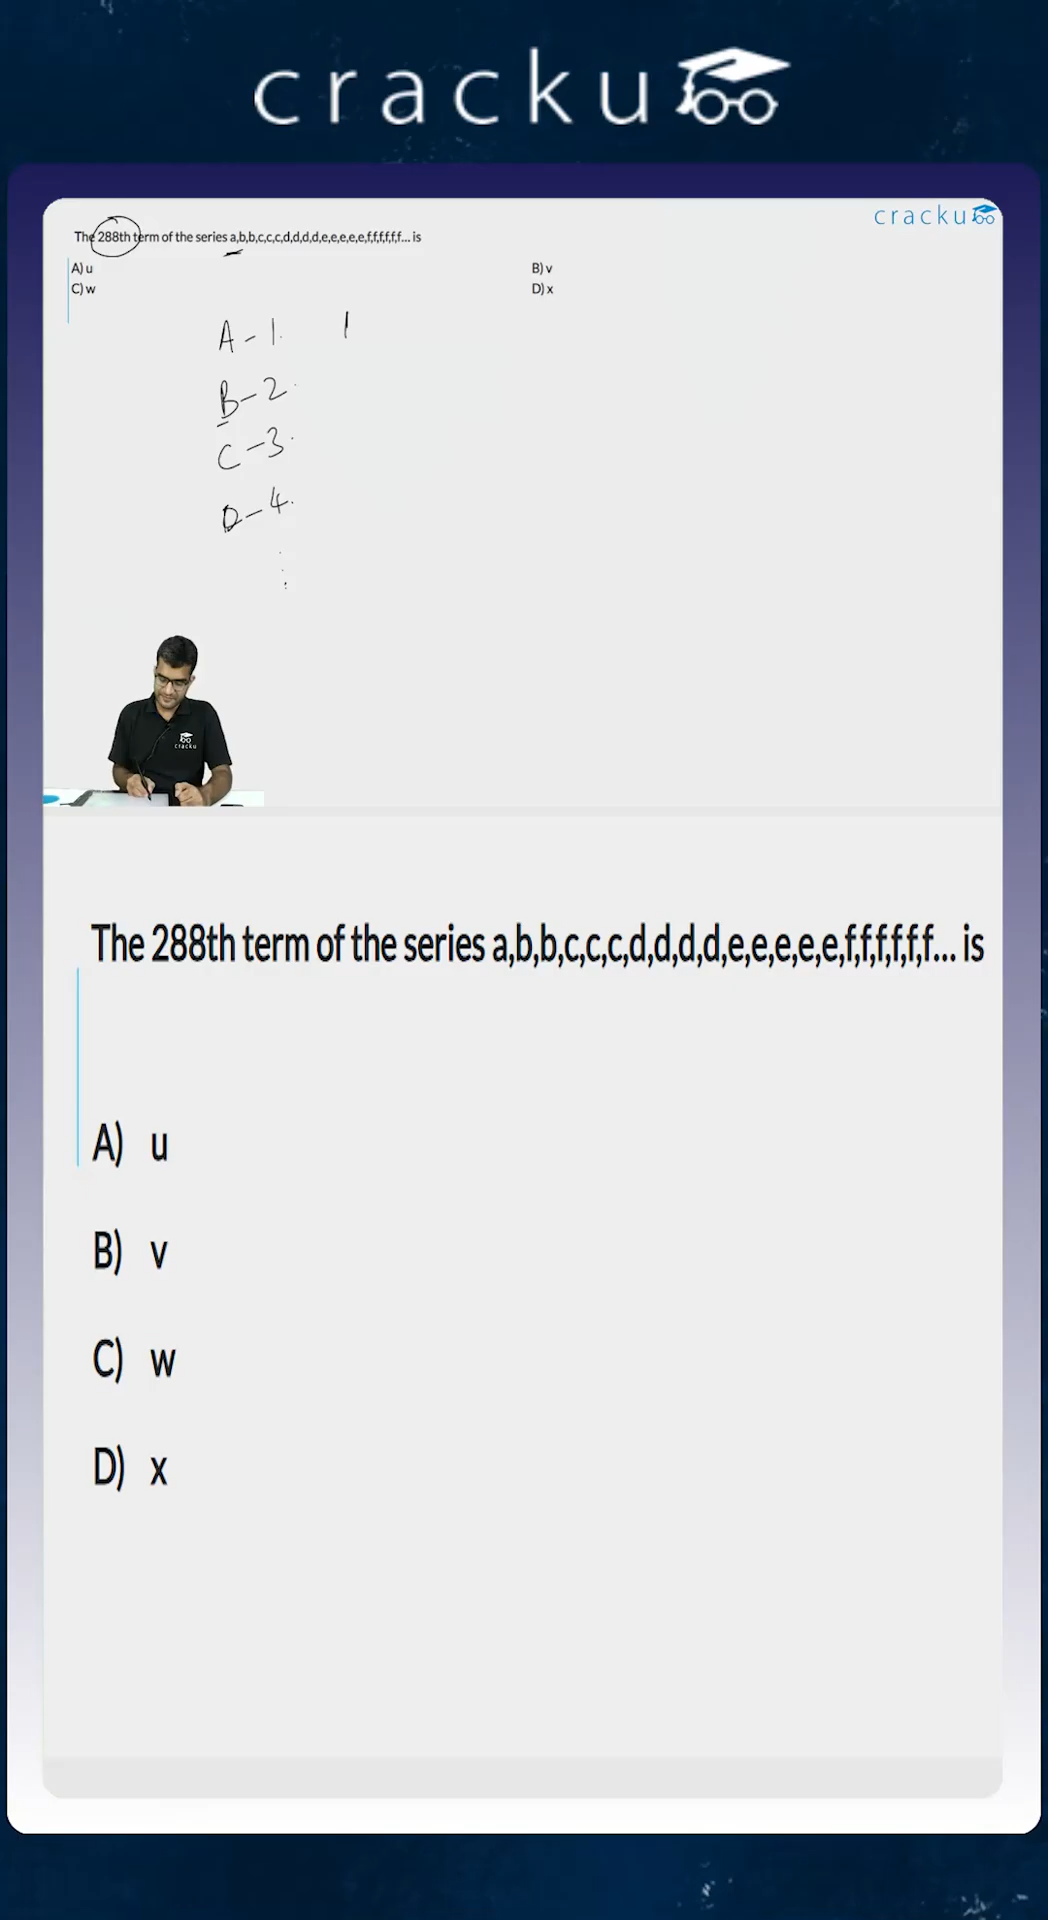 cracku
cracku
The 288th term of the series a,b,b,c,c,c,d,d,d,d,e,e,e,e,e,f,f,f,f,f,f... is
A) u
B) v
C) w
D) x
A - 1. 1
B - 2.
C - 3.
D - 4.
cracku
The 288th term of the series a,b,b,c,c,c,d,d,d,d,e,e,e,e,e,f,f,f,f,f,f... is
A) u
B) v
C) w
D) x